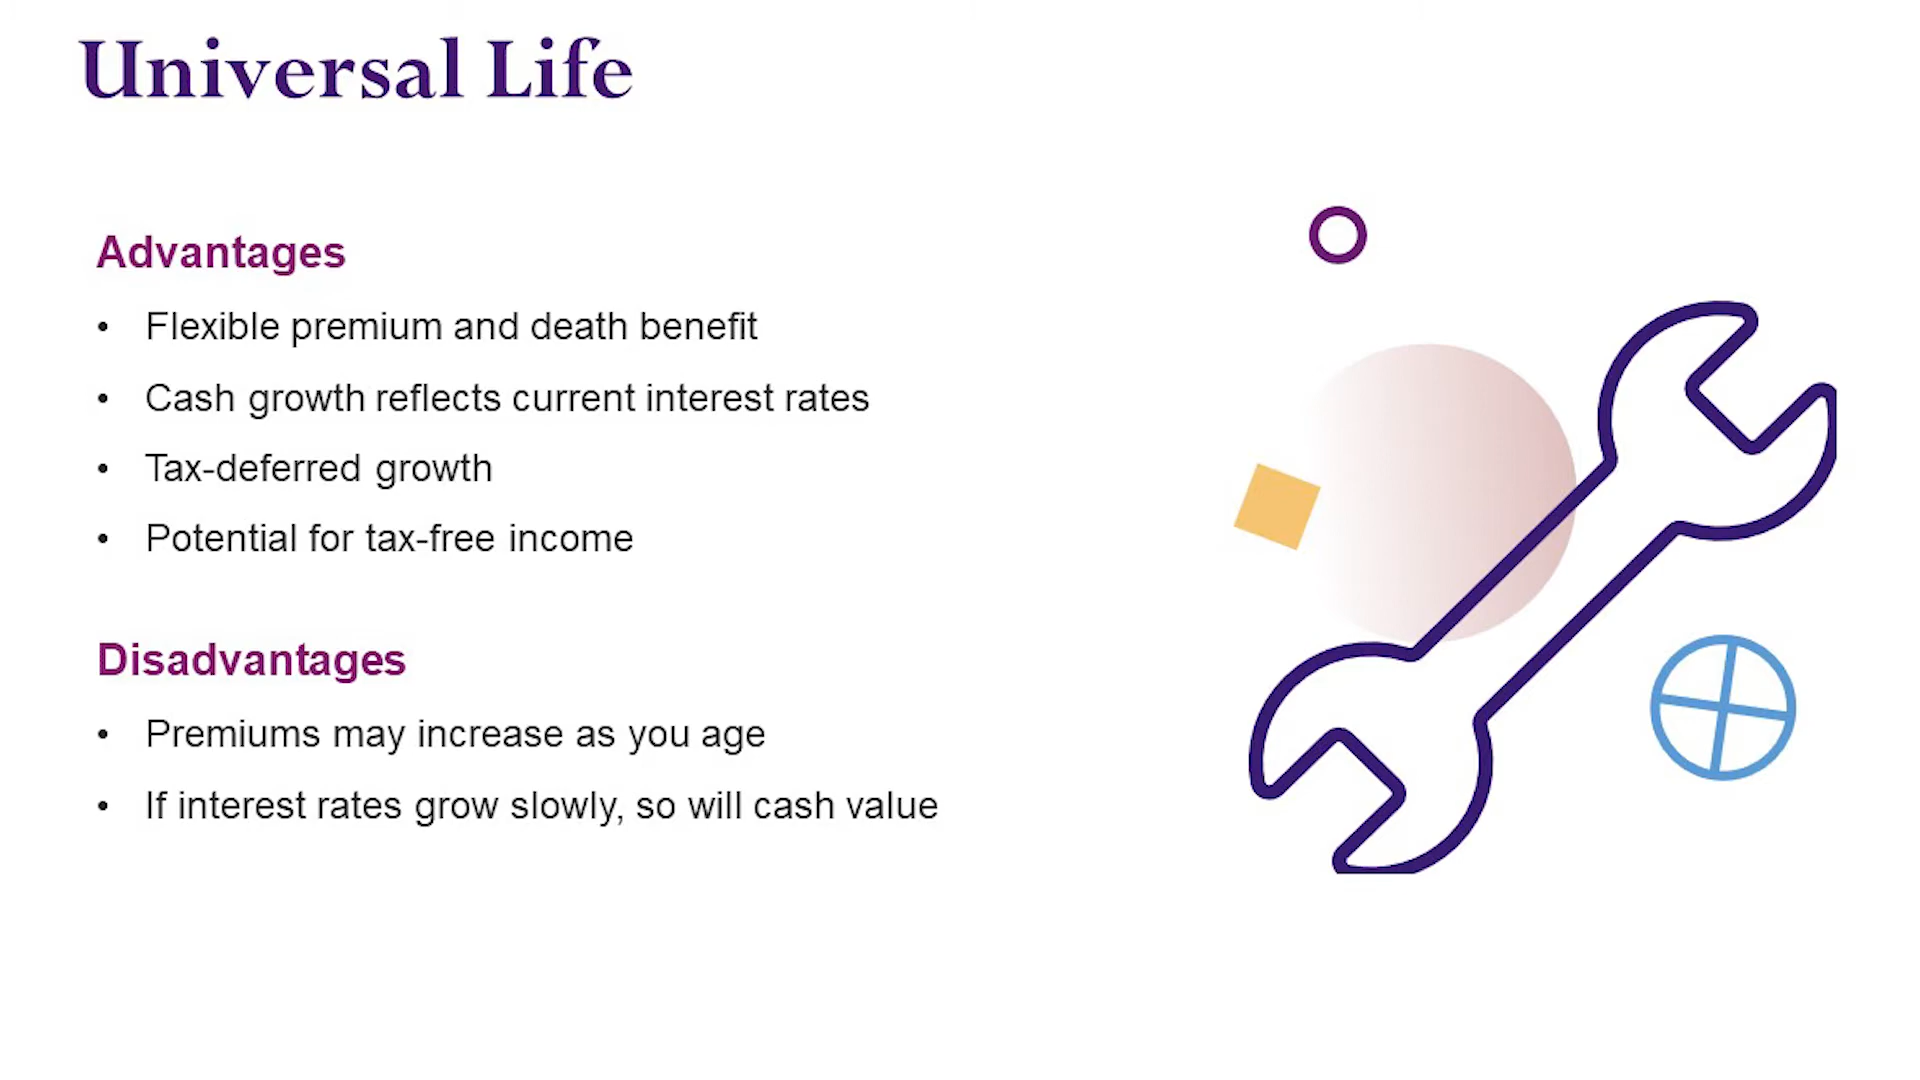 Universal Life
Advantages
• Flexible premium and death benefit
• Cash growth reflects current interest rates
• Tax-deferred growth
• Potential for tax-free income
Disadvantages
• Premiums may increase as you age
• If interest rates grow slowly, so will cash value